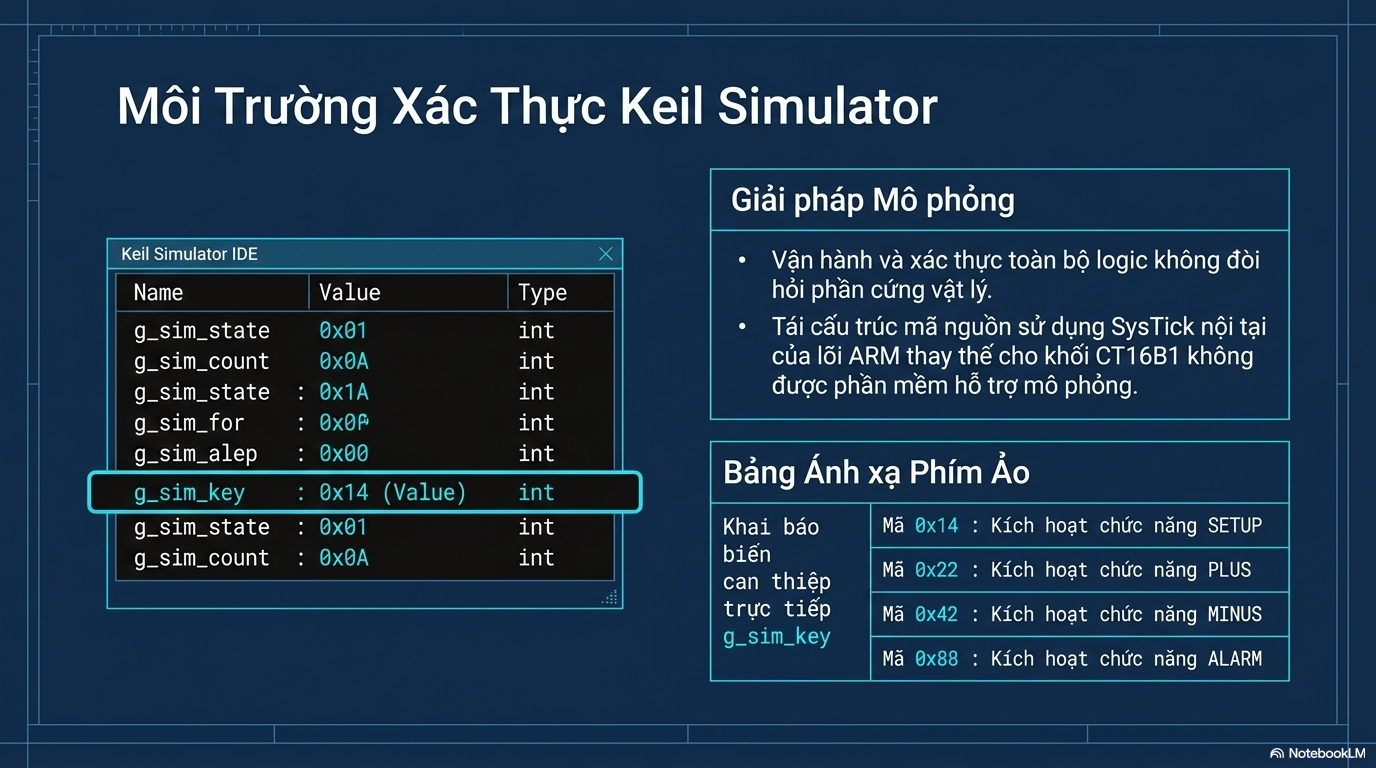 Môi Trường Xác Thực Keil Simulator
Keil Simulator IDE
Name Value Type
g_sim_state 0x01 int
g_sim_count 0x0A int
g_sim_state : 0x1A int
g_sim_for : int
g_sim_alep : 0x00 int
g_sim_key : 0x14 (Value) int
g_sim_state : 0x01 int
g_sim_count : 0x0A int
Giải pháp Mô phỏng
• Vận hành và xác thực toàn bộ logic không đòi
hỏi phần cứng vật lý.
• Tái cấu trúc mã nguồn sử dụng SysTick nội tại
của lõi ARM thay thế cho khối CT16B1 không
được phần mềm hỗ trợ mô phỏng.
Bảng Ánh xạ Phím Ảo
Khai báo
biến
can thiệp
trực tiếp
g_sim_key
Mã 0x14 : Kích hoạt chức năng SETUP
Mã 0x22 : Kích hoạt chức năng PLUS
Mã 0x42 : Kích hoạt chức năng MINUS
Mã 0x88 : Kích hoạt chức năng ALARM
NotebookLM